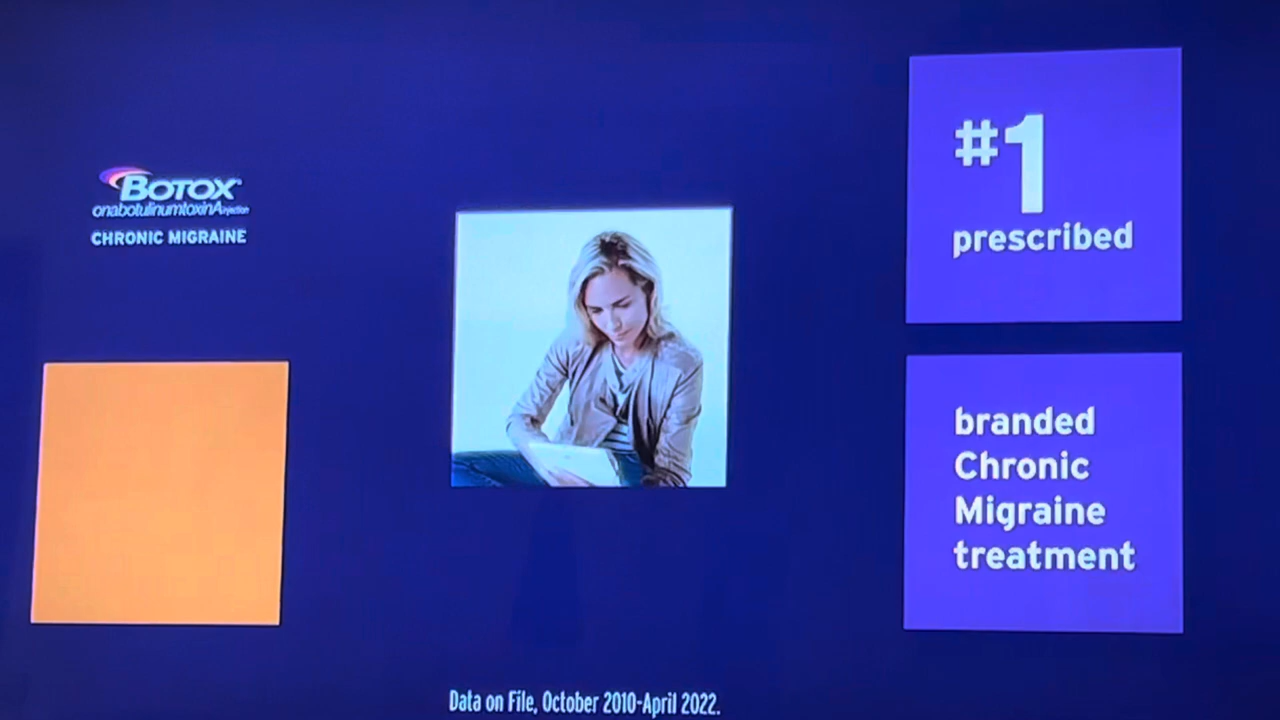 BOTOX
onabotulinumtoxinA injection
CHRONIC MIGRAINE
#1
prescribed
branded
Chronic
Migraine
treatment
Data on File, October 2010-April 2022.